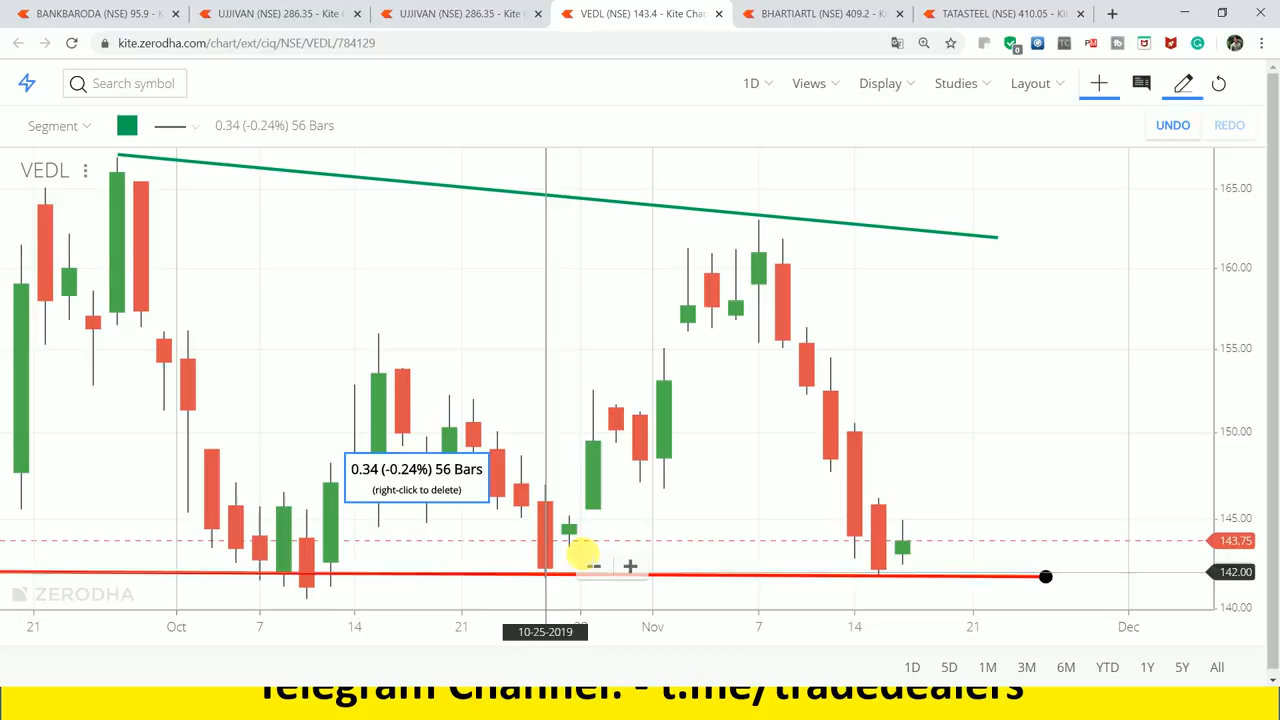 BANKBARODA (NSE) 95.9 - K
UJJIVAN (NSE) 286.35 - Kite C
UJJIVAN (NSE) 286.35 - Kite C
VEDL (NSE) 143.4 - Kite Char
BHARTIARTL (NSE) 409.2 - K
TATASTEEL (NSE) 410.05 - Ki
kite.zerodha.com/chart/ext/ciq/NSE/VEDL/784129
Search symbol
1D
Views
Display
Studies
Layout
Segment
0.34 (-0.24%) 56 Bars
UNDO
REDO
VEDL
165.00
160.00
155.00
150.00
0.34 (-0.24%) 56 Bars
(right-click to delete)
145.00
143.75
142.00
ZERODHA
140.00
21 Oct 7 14 21 Nov 7 14 21 Dec
10-25-2019
1D 5D 1M 3M 6M YTD 1Y 5Y All
Telegram Channel: - t.me/tradedealers